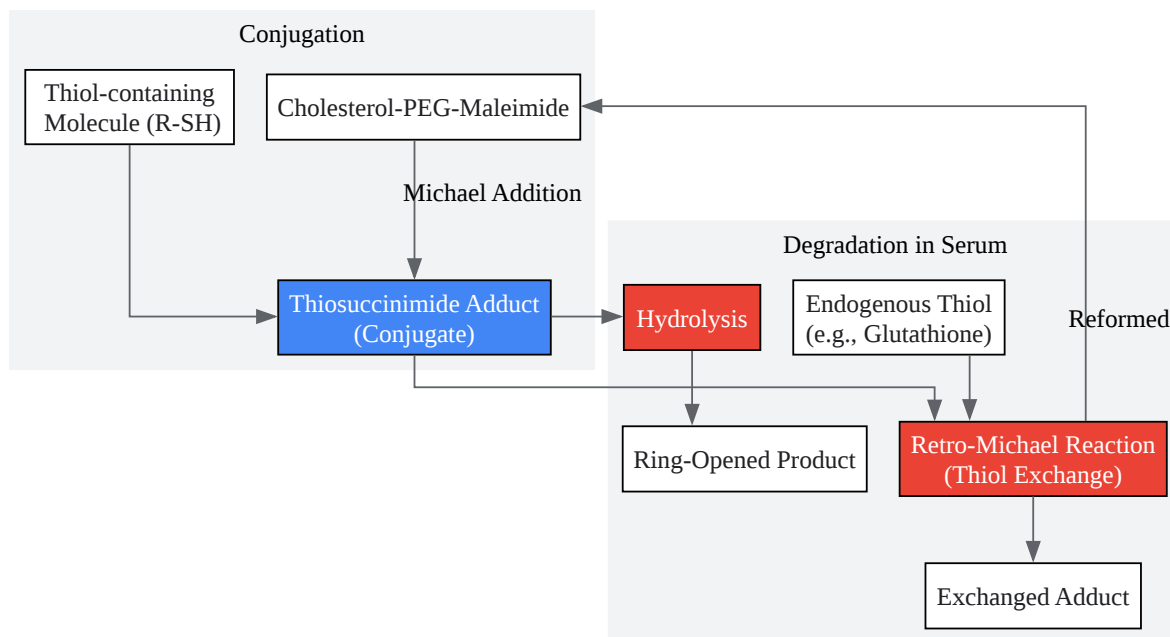 Conjugation
Thiol-containing
Molecule (R-SH)
Cholesterol-PEG-Maleimide
Michael Addition
Thiosuccinimide Adduct
(Conjugate)
Degradation in Serum
Hydrolysis
Endogenous Thiol
(e.g., Glutathione)
Reformed
Ring-Opened Product
Retro-Michael Reaction
(Thiol Exchange)
Exchanged Adduct